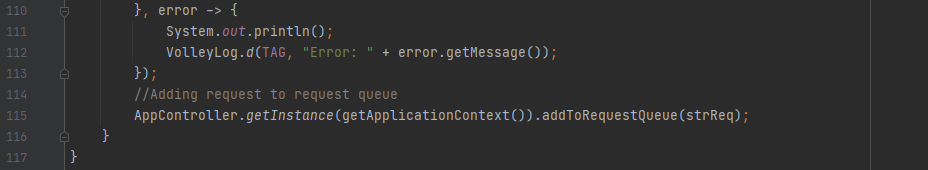 110 }, error -> {
111 System.out.println();
112 VolleyLog.d(TAG, "Error: " + error.getMessage());
113 });
114 //Adding request to request queue
115 AppController.getInstance(getApplicationContext()).addToRequestQueue(strReq);
116 }
117 }